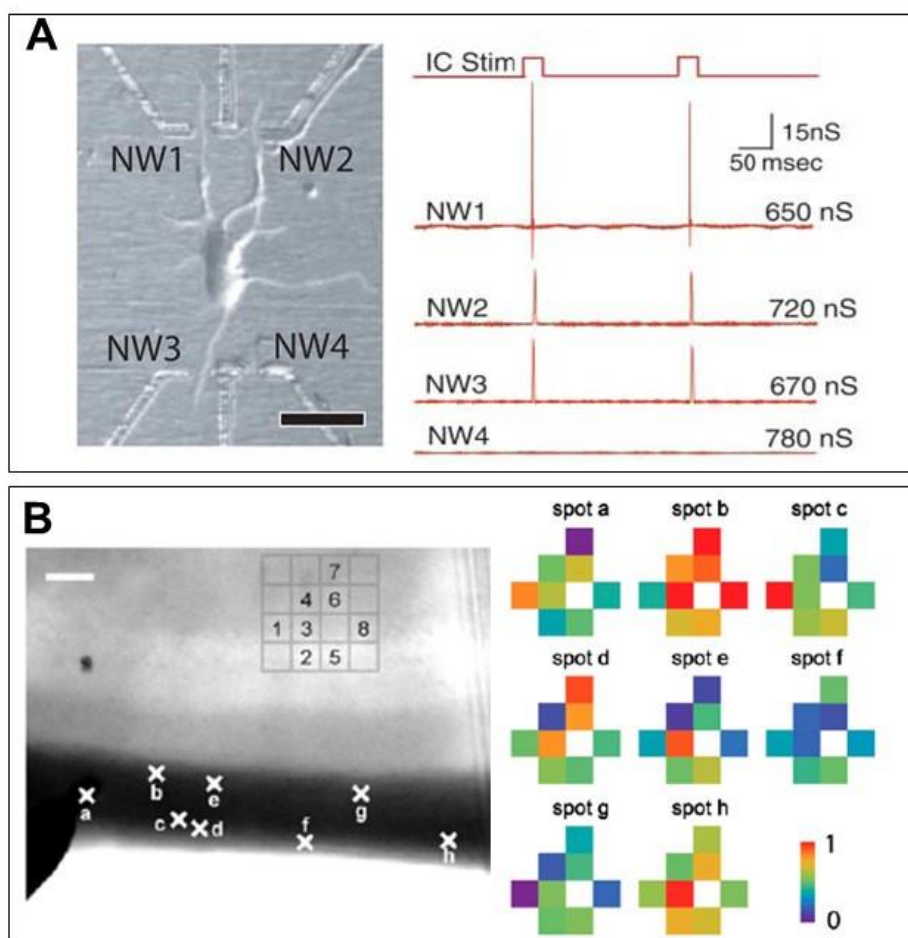 A
NW1
NW2
NW3
NW4
IC Stim
15nS
50 msec
NW1
650 nS
NW2
720 nS
NW3
670 nS
NW4
780 nS
B
7
4 6
1 3 8
2 5
a
b
e
c
d
f
g
h
spot a spot b spot c
spot d spot e spot f
spot g spot h
1
0